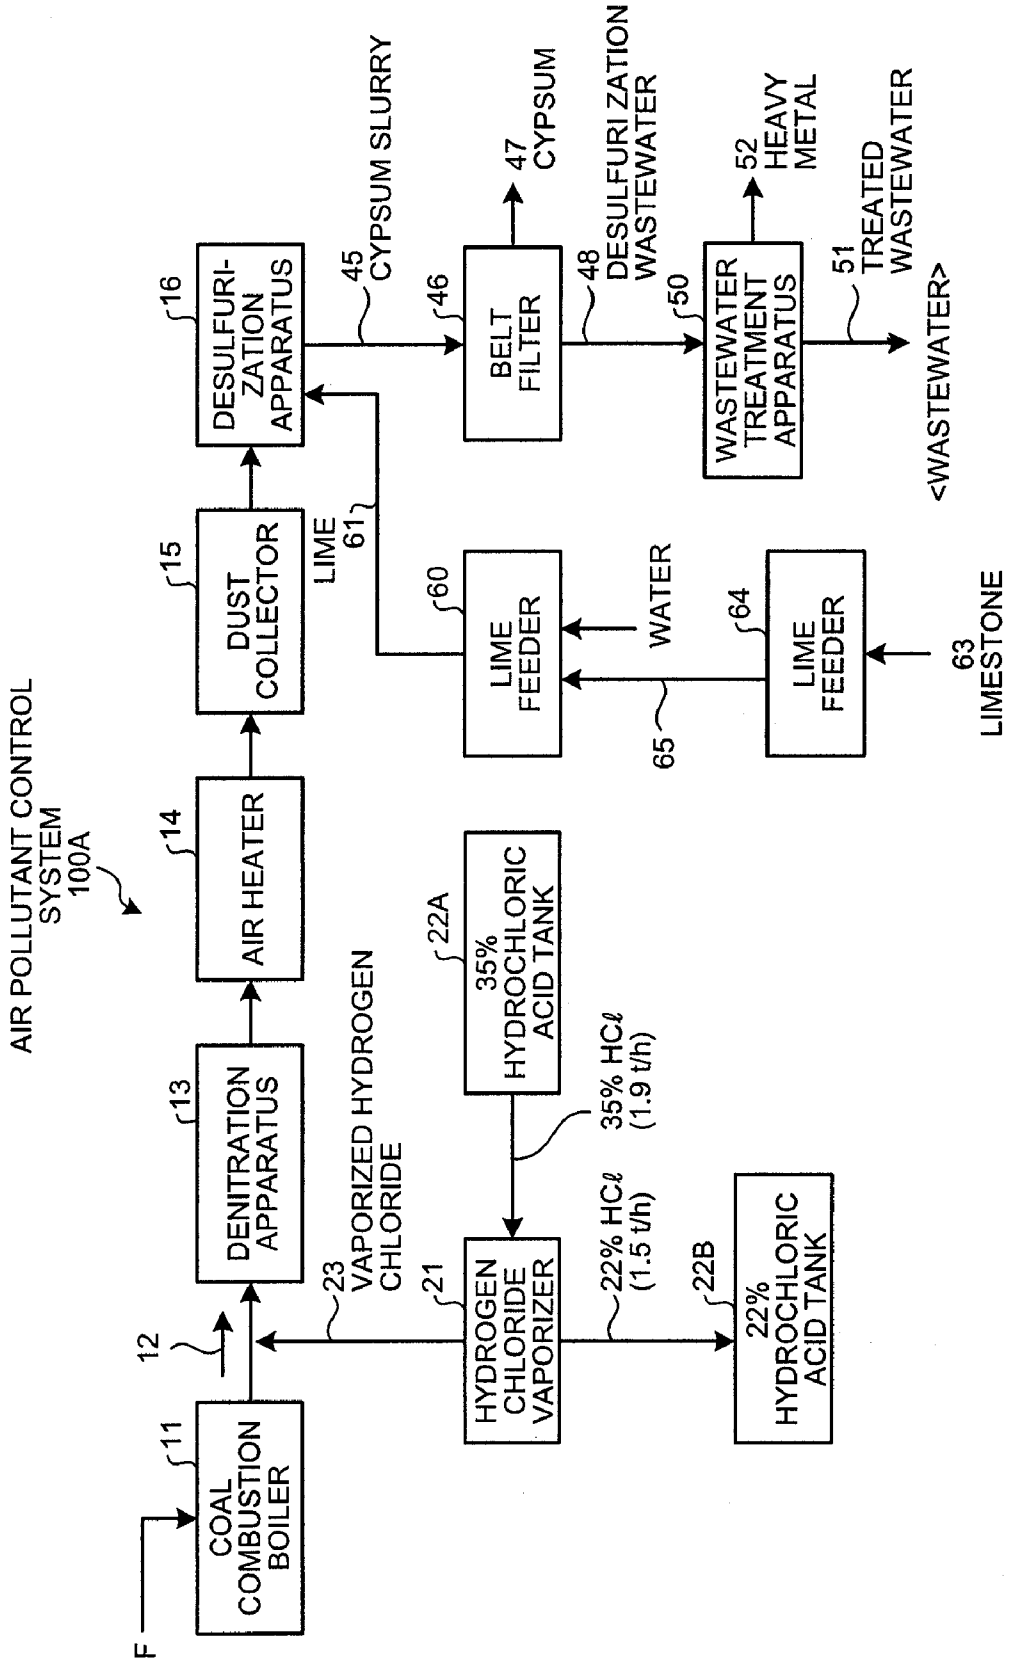 AIR POLLUTANT CONTROL
SYSTEM
100A
F
11
COAL
COMBUSTION
BOILER
12
13
DENITRATION
APPARATUS
14
AIR HEATER
15
DUST
COLLECTOR
16
DESULFURI-
ZATION
APPARATUS
23
VAPORIZED HYDROGEN
CHLORIDE
LIME
61
45
CYPSUM SLURRY
21
HYDROGEN
CHLORIDE
VAPORIZER
22A
35%
HYDROCHLORIC
ACID TANK
35% HCℓ
(1.9 t/h)
22% HCℓ
(1.5 t/h)
22B
22%
HYDROCHLORIC
ACID TANK
60
LIME
FEEDER
WATER
65
64
LIME
FEEDER
63
LIMESTONE
46
BELT
FILTER
47
CYPSUM
48
DESULFURI ZATION
WASTEWATER
50
WASTEWATER
TREATMENT
APPARATUS
52
HEAVY
METAL
51
TREATED
WASTEWATER
<WASTEWATER>